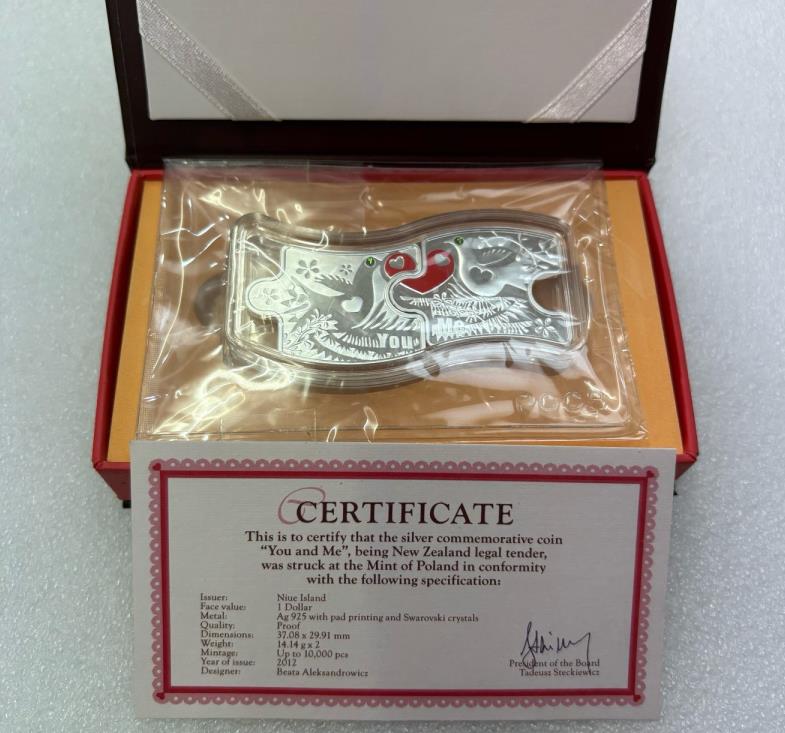 You Me
CERTIFICATE
This is to certify that the silver commemorative coin
“You and Me”, being New Zealand legal tender,
was struck at the Mint of Poland in conformity
with the following specification:
Issuer: Niue Island
Face value: 1 Dollar
Metal: Ag 925 with pad printing and Swarovski crystals
Quality: Proof
Dimensions: 37.08 x 29.91 mm
Weight: 14.14 g x 2
Mintage: Up to 10,000 pcs
Year of issue: 2012
Designer: Beata Aleksandrowicz
President of the Board
Tadeusz Steckiewicz